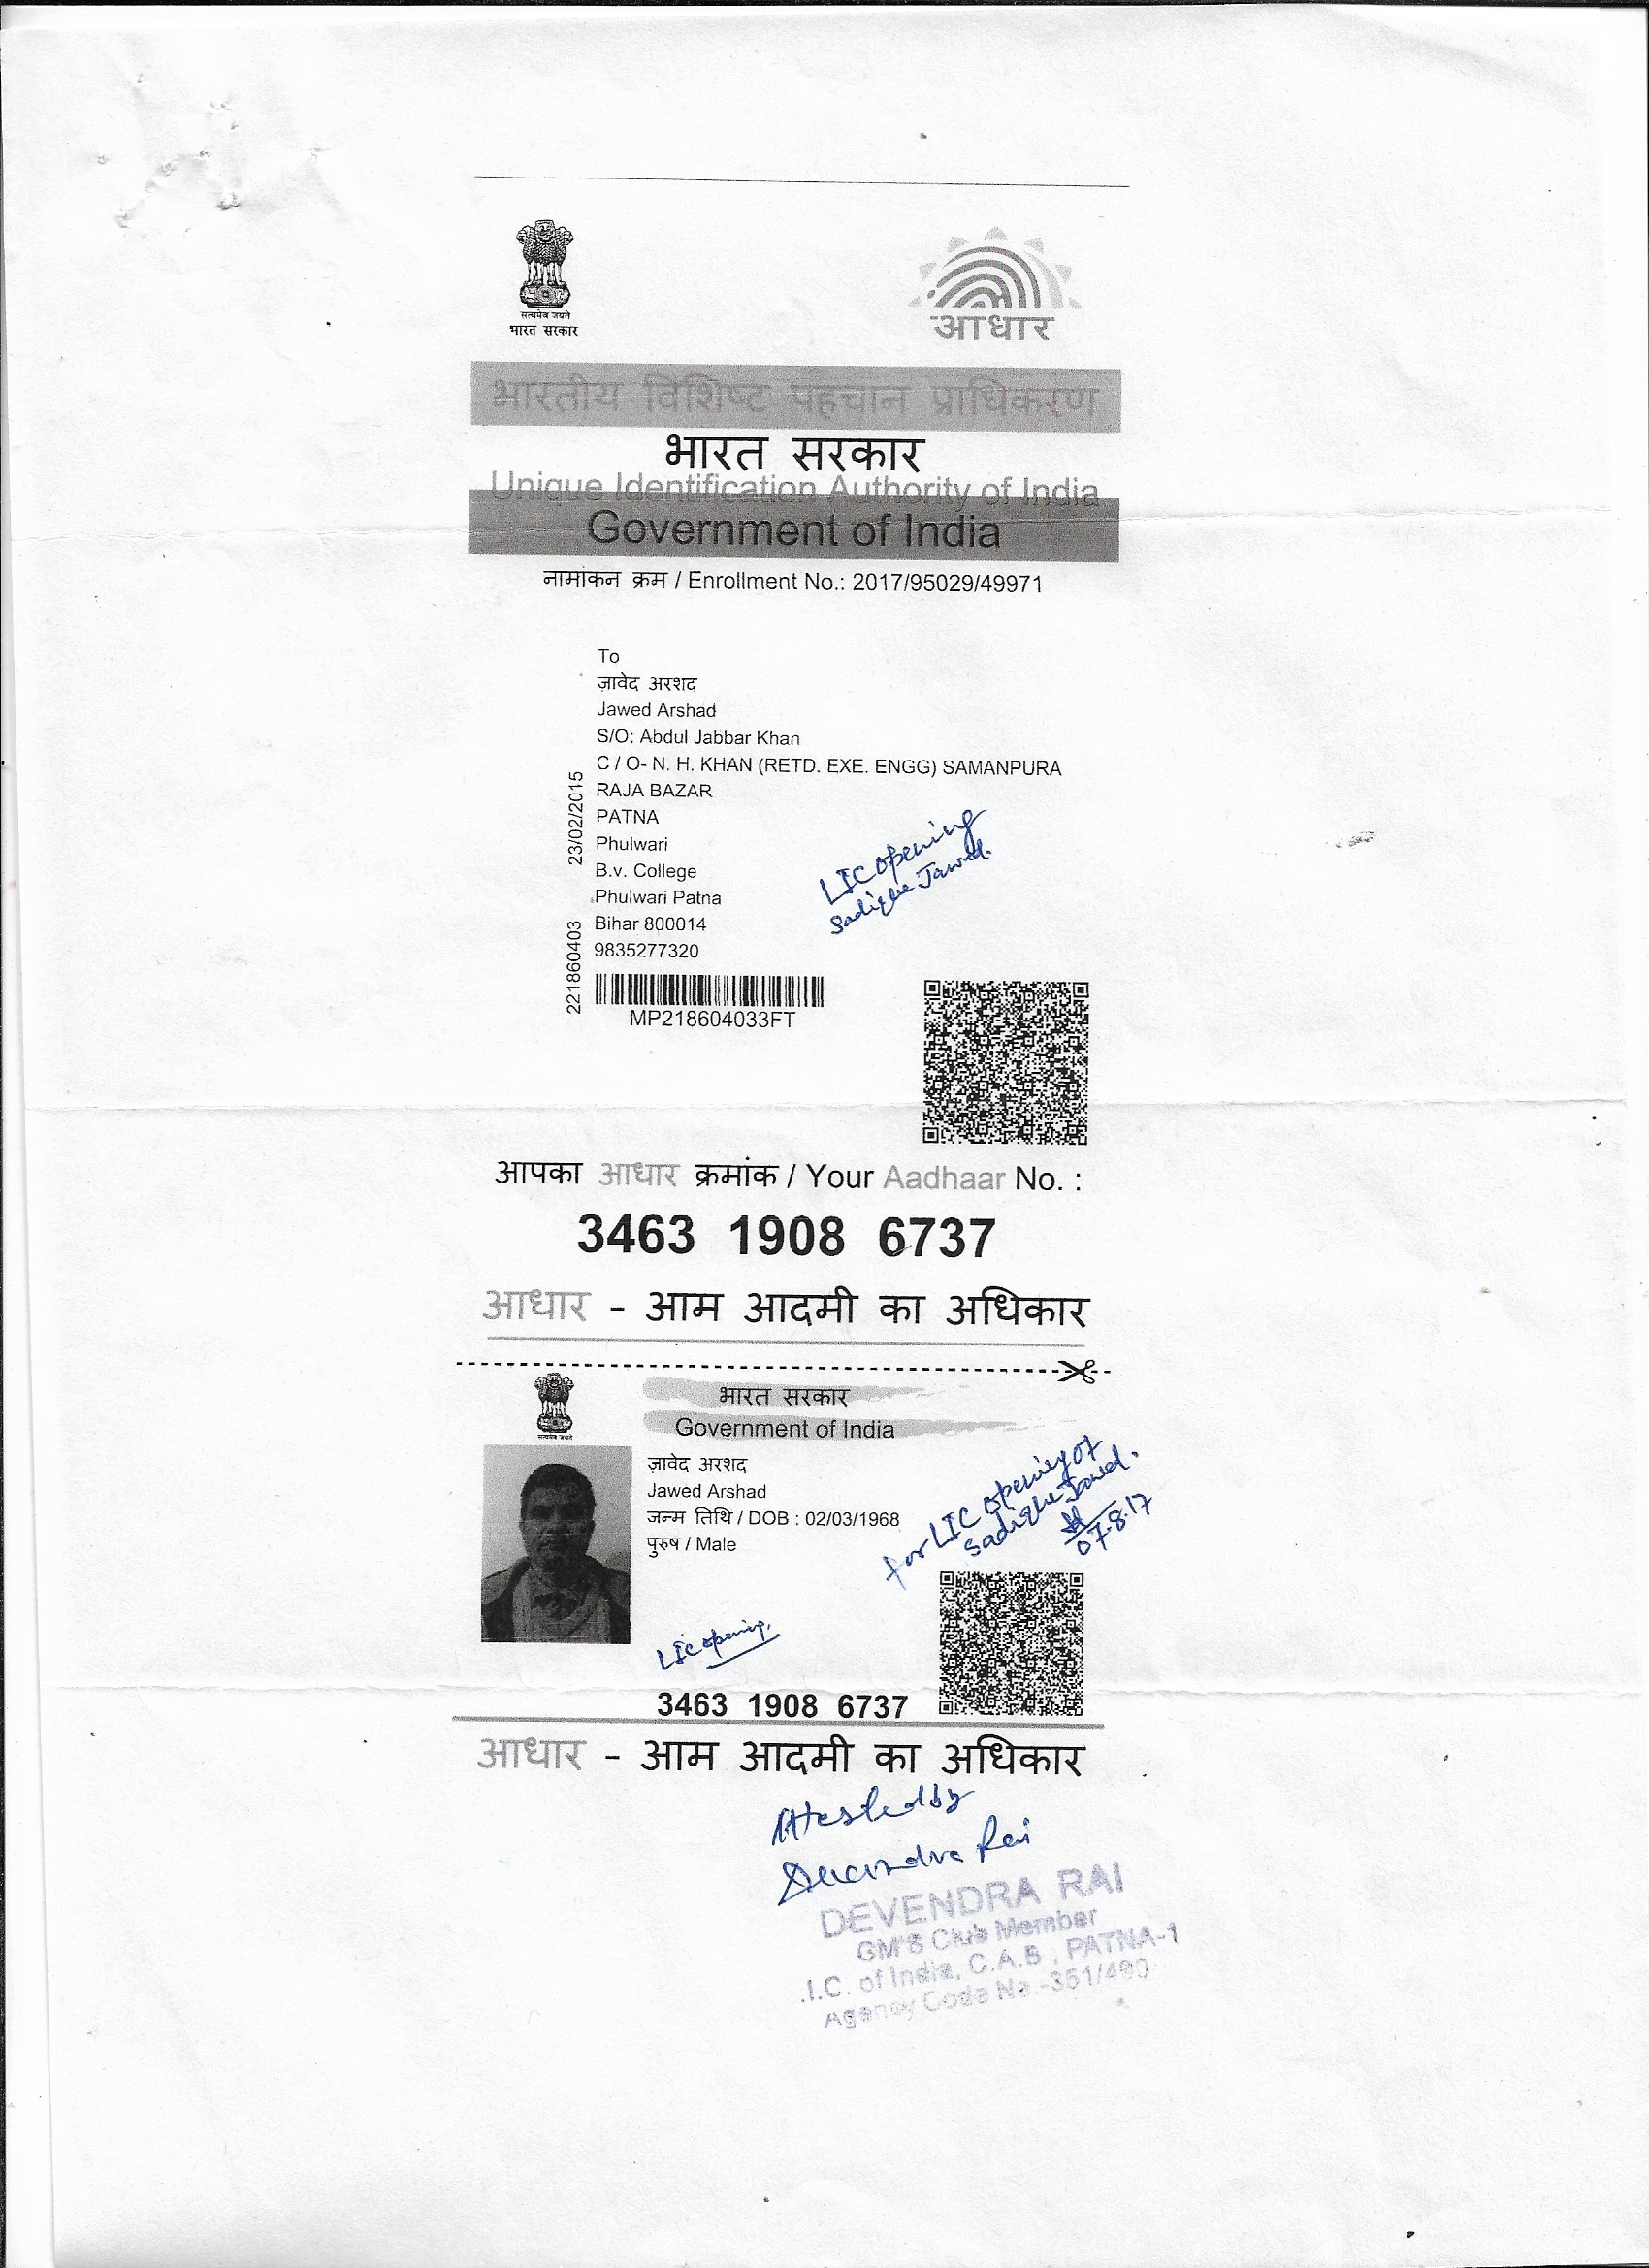 सत्यमेव जयते
भारत सरकार
आधार
भारतीय विशिष्ट पहचान प्राधिकरण
भारत सरकार
Unique Identification Authority of India
Government of India
नामांकन क्रम / Enrollment No.: 2017/95029/49971
To
ज़ावेद अरशद
Jawed Arshad
S/O: Abdul Jabbar Khan
C / O- N. H. KHAN (RETD. EXE. ENGG) SAMANPURA
RAJA BAZAR
PATNA
Phulwari
B.v. College
Phulwari Patna
Bihar 800014
9835277320
23/02/2015
221860403
LIC opening
Sadiqhe Jawed.
MP218604033FT
आपका आधार क्रमांक / Your Aadhaar No. :
3463 1908 6737
आधार - आम आदमी का अधिकार
सत्यमेव जयते
भारत सरकार
Government of India
ज़ावेद अरशद
Jawed Arshad
जन्म तिथि / DOB : 02/03/1968
पुरुष / Male
for LIC opening of
Sadiqhe Jawed.
07.8.17
LIC opening
3463 1908 6737
आधार - आम आदमी का अधिकार
Attested by
Devendra Rai
DEVENDRA RAI
GM'S Club Member
.I.C. of India, C.A.B, PATNA-1
Agency Code No.-351/490